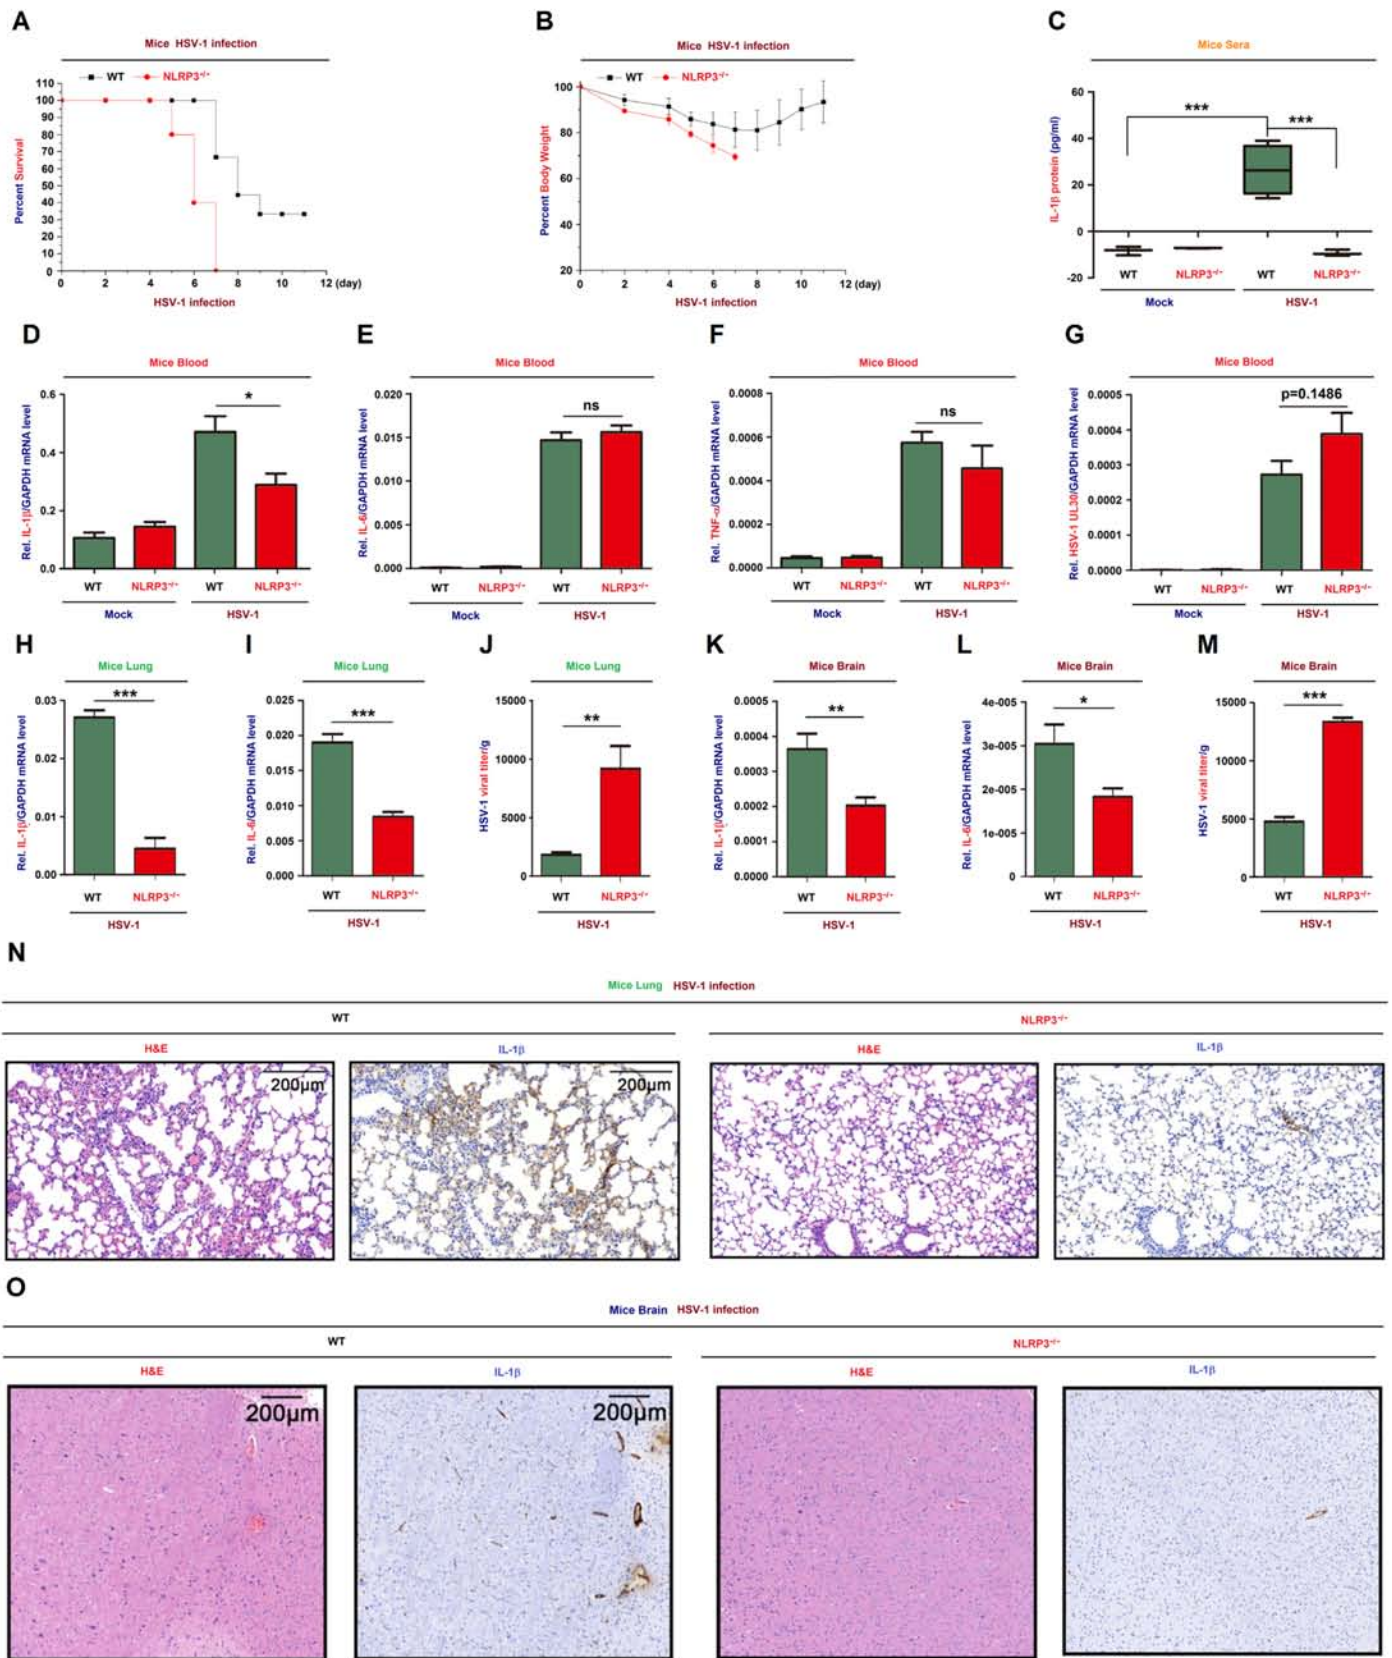 A
Mice HSV-1 infection
WT NLRP3-/-
Percent Survival
110
100
90
80
70
60
50
40
30
20
10
0
0 2 4 6 8 10 12 (day)
HSV-1 infection
B
Mice HSV-1 infection
WT NLRP3-/-
Percent Body Weight
100
80
60
40
20
0 2 4 6 8 10 12 (day)
HSV-1 infection
C
Mice Sera
IL-1β protein (pg/ml)
60
40
20
0
-20
*** ***
WT NLRP3-/- WT NLRP3-/-
Mock HSV-1
D
Mice Blood
Rel. IL-1β/GAPDH mRNA level
0.6
0.4
0.2
0.0
*
WT NLRP3-/- WT NLRP3-/-
Mock HSV-1
E
Mice Blood
Rel. IL-6/GAPDH mRNA level
0.020
0.015
0.010
0.005
0.000
ns
WT NLRP3-/- WT NLRP3-/-
Mock HSV-1
F
Mice Blood
Rel. TNF-α/GAPDH mRNA level
0.0008
0.0006
0.0004
0.0002
0.0000
ns
WT NLRP3-/- WT NLRP3-/-
Mock HSV-1
G
Mice Blood
Rel. HSV-1 UL30/GAPDH mRNA level
0.0005
0.0004
0.0003
0.0002
0.0001
0.0000
p=0.1486
WT NLRP3-/- WT NLRP3-/-
Mock HSV-1
H
Mice Lung
Rel. IL-1β/GAPDH mRNA level
0.03
0.02
0.01
0.00
***
WT NLRP3-/-
HSV-1
I
Mice Lung
Rel. IL-6/GAPDH mRNA level
0.025
0.020
0.015
0.010
0.005
0.000
***
WT NLRP3-/-
HSV-1
J
Mice Lung
HSV-1 viral titer/g
15000
10000
5000
0
**
WT NLRP3-/-
HSV-1
K
Mice Brain
Rel. IL-1β/GAPDH mRNA level
0.0005
0.0004
0.0003
0.0002
0.0001
0.0000
**
WT NLRP3-/-
HSV-1
L
Mice Brain
Rel. IL-6/GAPDH mRNA level
4e-005
3e-005
2e-005
1e-005
0
*
WT NLRP3-/-
HSV-1
M
Mice Brain
HSV-1 viral titer/g
15000
10000
5000
0
***
WT NLRP3-/-
HSV-1
N
Mice Lung HSV-1 infection
WT NLRP3-/-
H&E IL-1β H&E IL-1β
200μm 200μm
O
Mice Brain HSV-1 infection
WT NLRP3-/-
H&E IL-1β H&E IL-1β
200μm 200μm